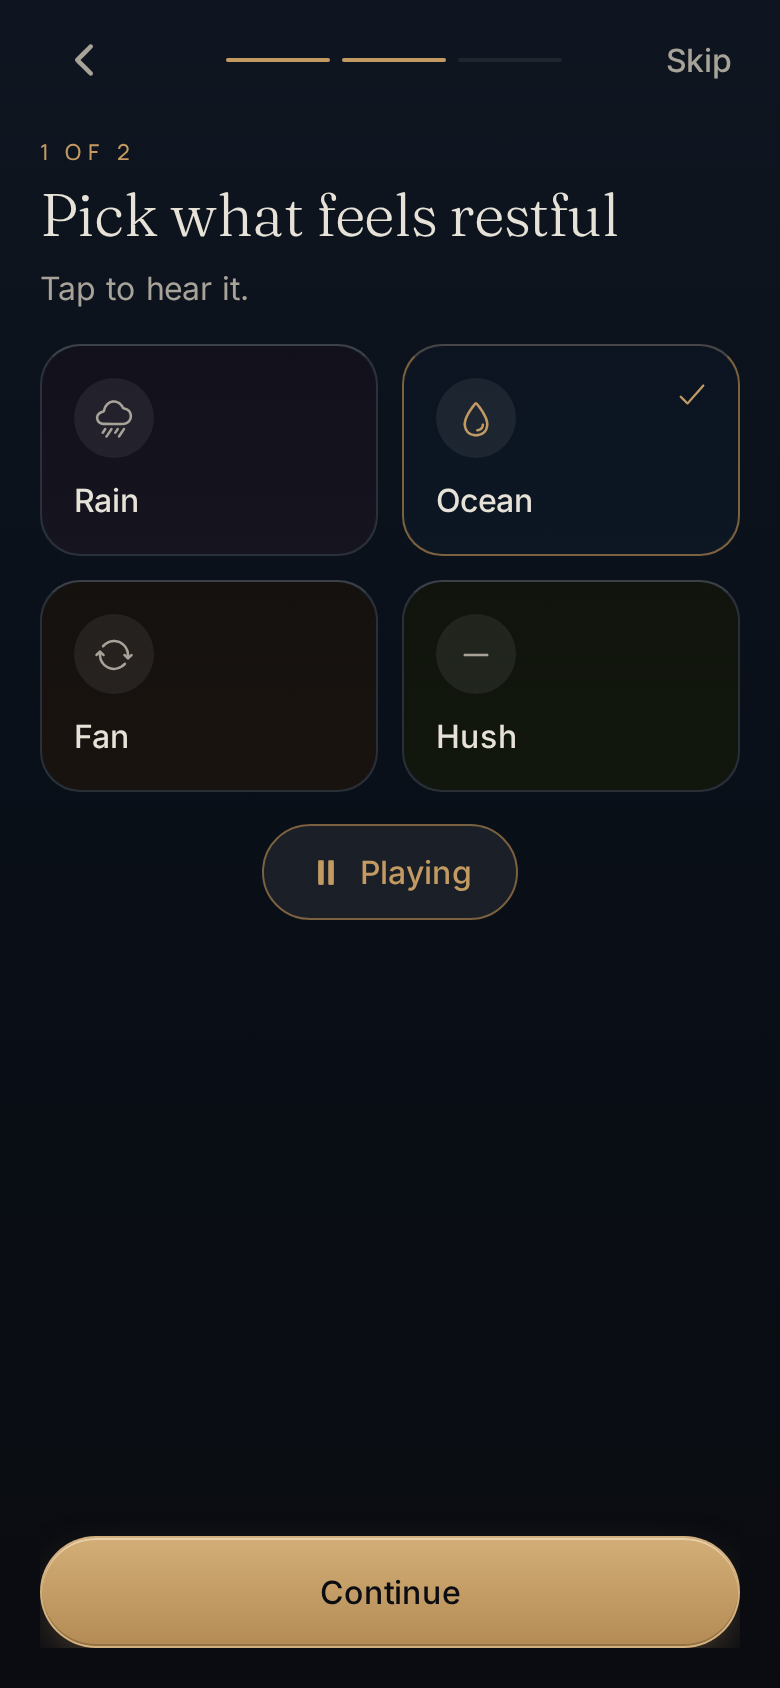 Skip
1 OF 2
Pick what feels restful
Tap to hear it.
Rain
Ocean
Fan
Hush
Playing
Continue